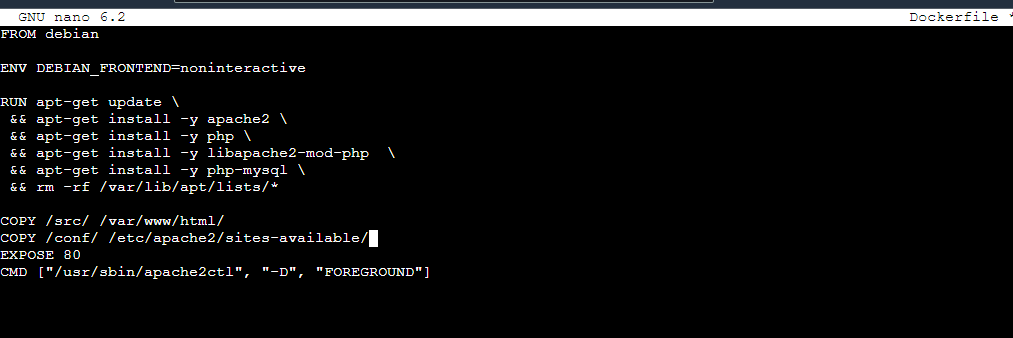 GNU nano 6.2 Dockerfile *
FROM debian
ENV DEBIAN_FRONTEND=noninteractive
RUN apt-get update \
 && apt-get install -y apache2 \
 && apt-get install -y php \
 && apt-get install -y libapache2-mod-php  \
 && apt-get install -y php-mysql \
 && rm -rf /var/lib/apt/lists/*
COPY /src/ /var/www/html/
COPY /conf/ /etc/apache2/sites-available/
EXPOSE 80
CMD ["/usr/sbin/apache2ctl", "-D", "FOREGROUND"]